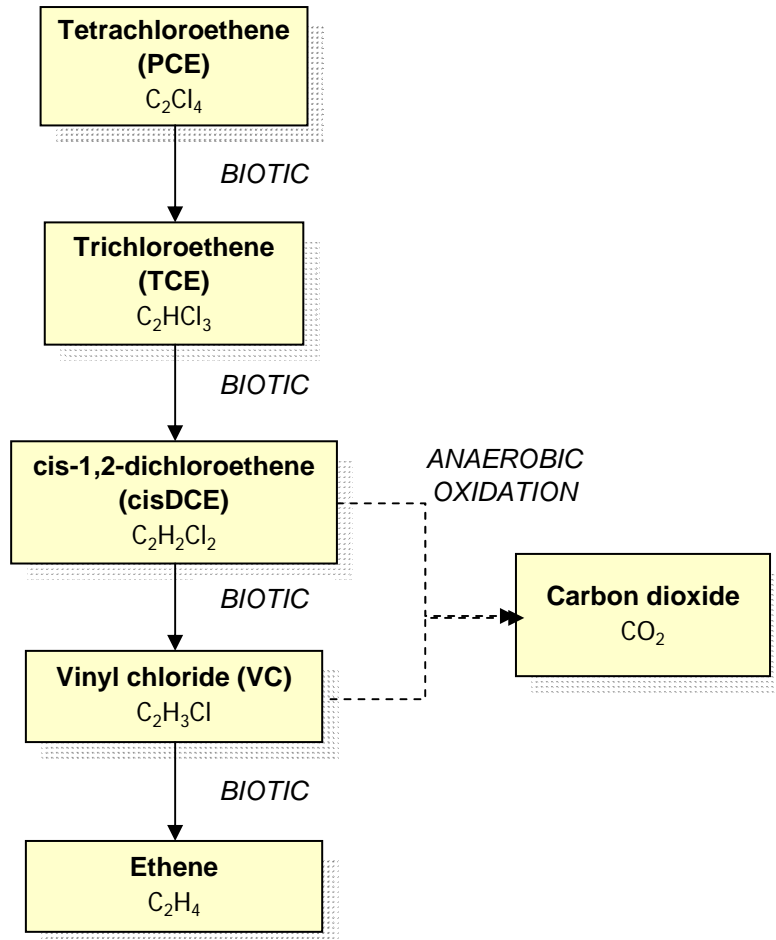 Tetrachloroethene
(PCE)
C₂Cl₄
BIOTIC
Trichloroethene
(TCE)
C₂HCl₃
BIOTIC
cis-1,2-dichloroethene
(cisDCE)
C₂H₂Cl₂
ANAEROBIC
OXIDATION
BIOTIC
Carbon dioxide
CO₂
Vinyl chloride (VC)
C₂H₃Cl
BIOTIC
Ethene
C₂H₄